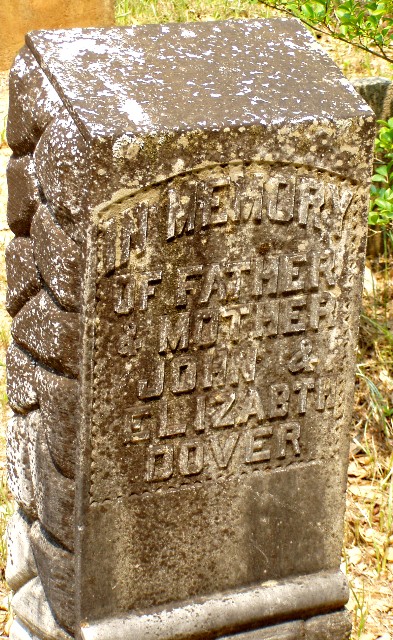 IN MEMORY
OF FATHER
& MOTHER
JOHN &
ELIZABTH
DOVER